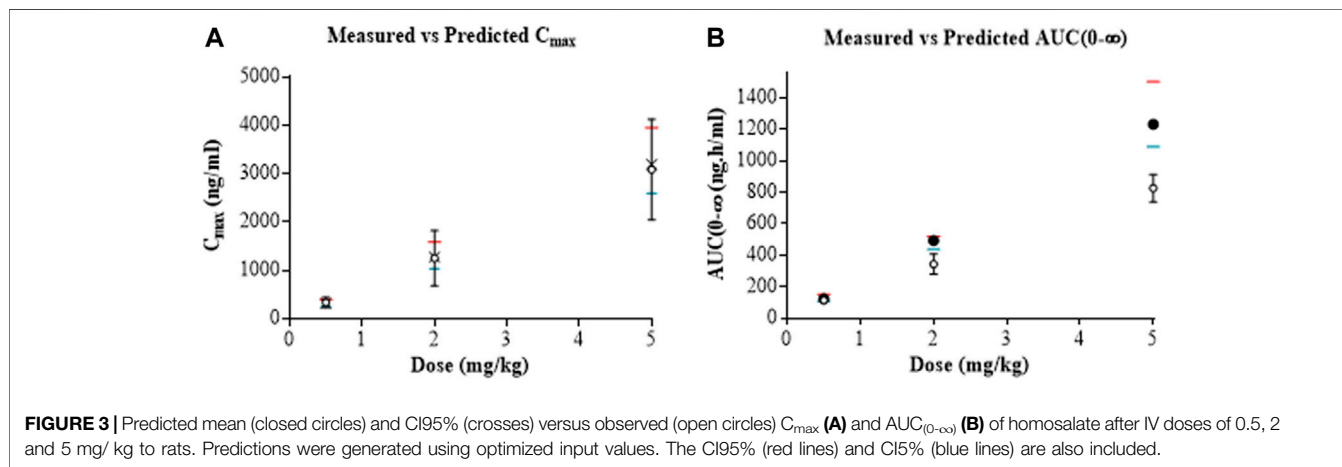 A
Measured vs Predicted Cmax
5000
4000
3000
2000
1000
0
Cmax (ng/ml)
0 1 2 3 4 5
Dose (mg/kg)
B
Measured vs Predicted AUC(0-∞)
1400
1200
1000
800
600
400
200
0
AUC(0-∞ (ng.h/ml)
0 1 2 3 4 5
Dose (mg/kg)
FIGURE 3 | Predicted mean (closed circles) and CI95% (crosses) versus observed (open circles) Cmax (A) and AUC(0-∞) (B) of homosalate after IV doses of 0.5, 2
and 5 mg/ kg to rats. Predictions were generated using optimized input values. The CI95% (red lines) and CI5% (blue lines) are also included.